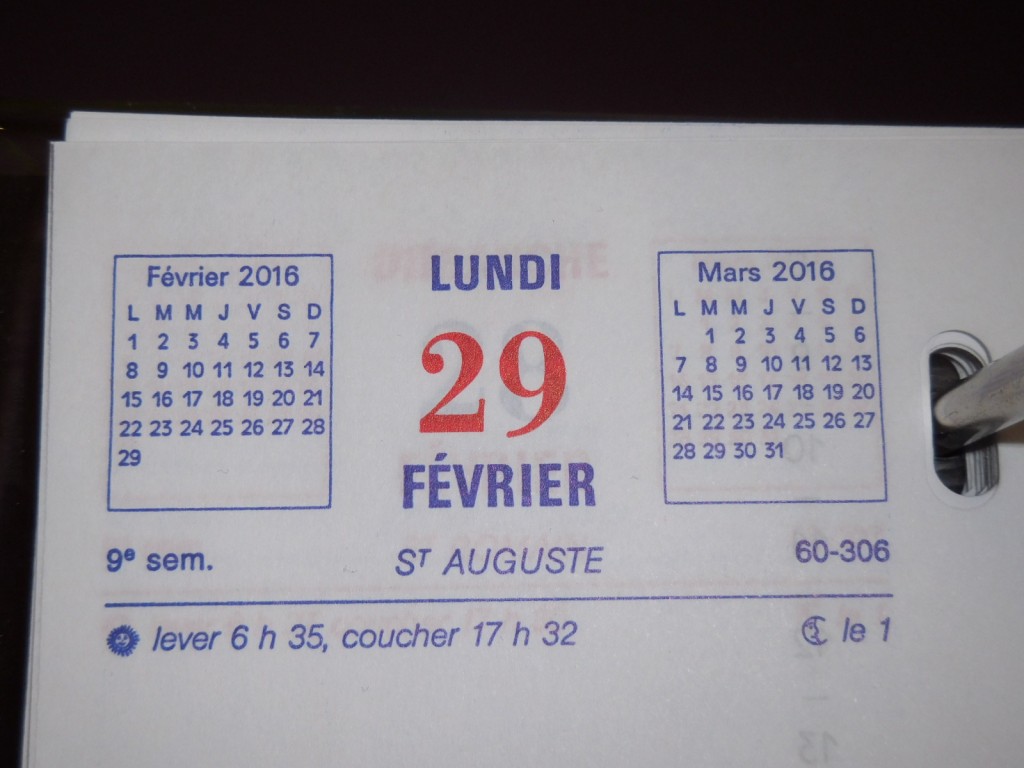 Février 2016
L M M J V S D
1 2 3 4 5 6 7
8 9 10 11 12 13 14
15 16 17 18 19 20 21
22 23 24 25 26 27 28
29
LUNDI
29
FÉVRIER
Mars 2016
L M M J V S D
1 2 3 4 5 6
7 8 9 10 11 12 13
14 15 16 17 18 19 20
21 22 23 24 25 26 27
28 29 30 31
9e sem.
ST AUGUSTE
60-306
lever 6 h 35, coucher 17 h 32
le 1